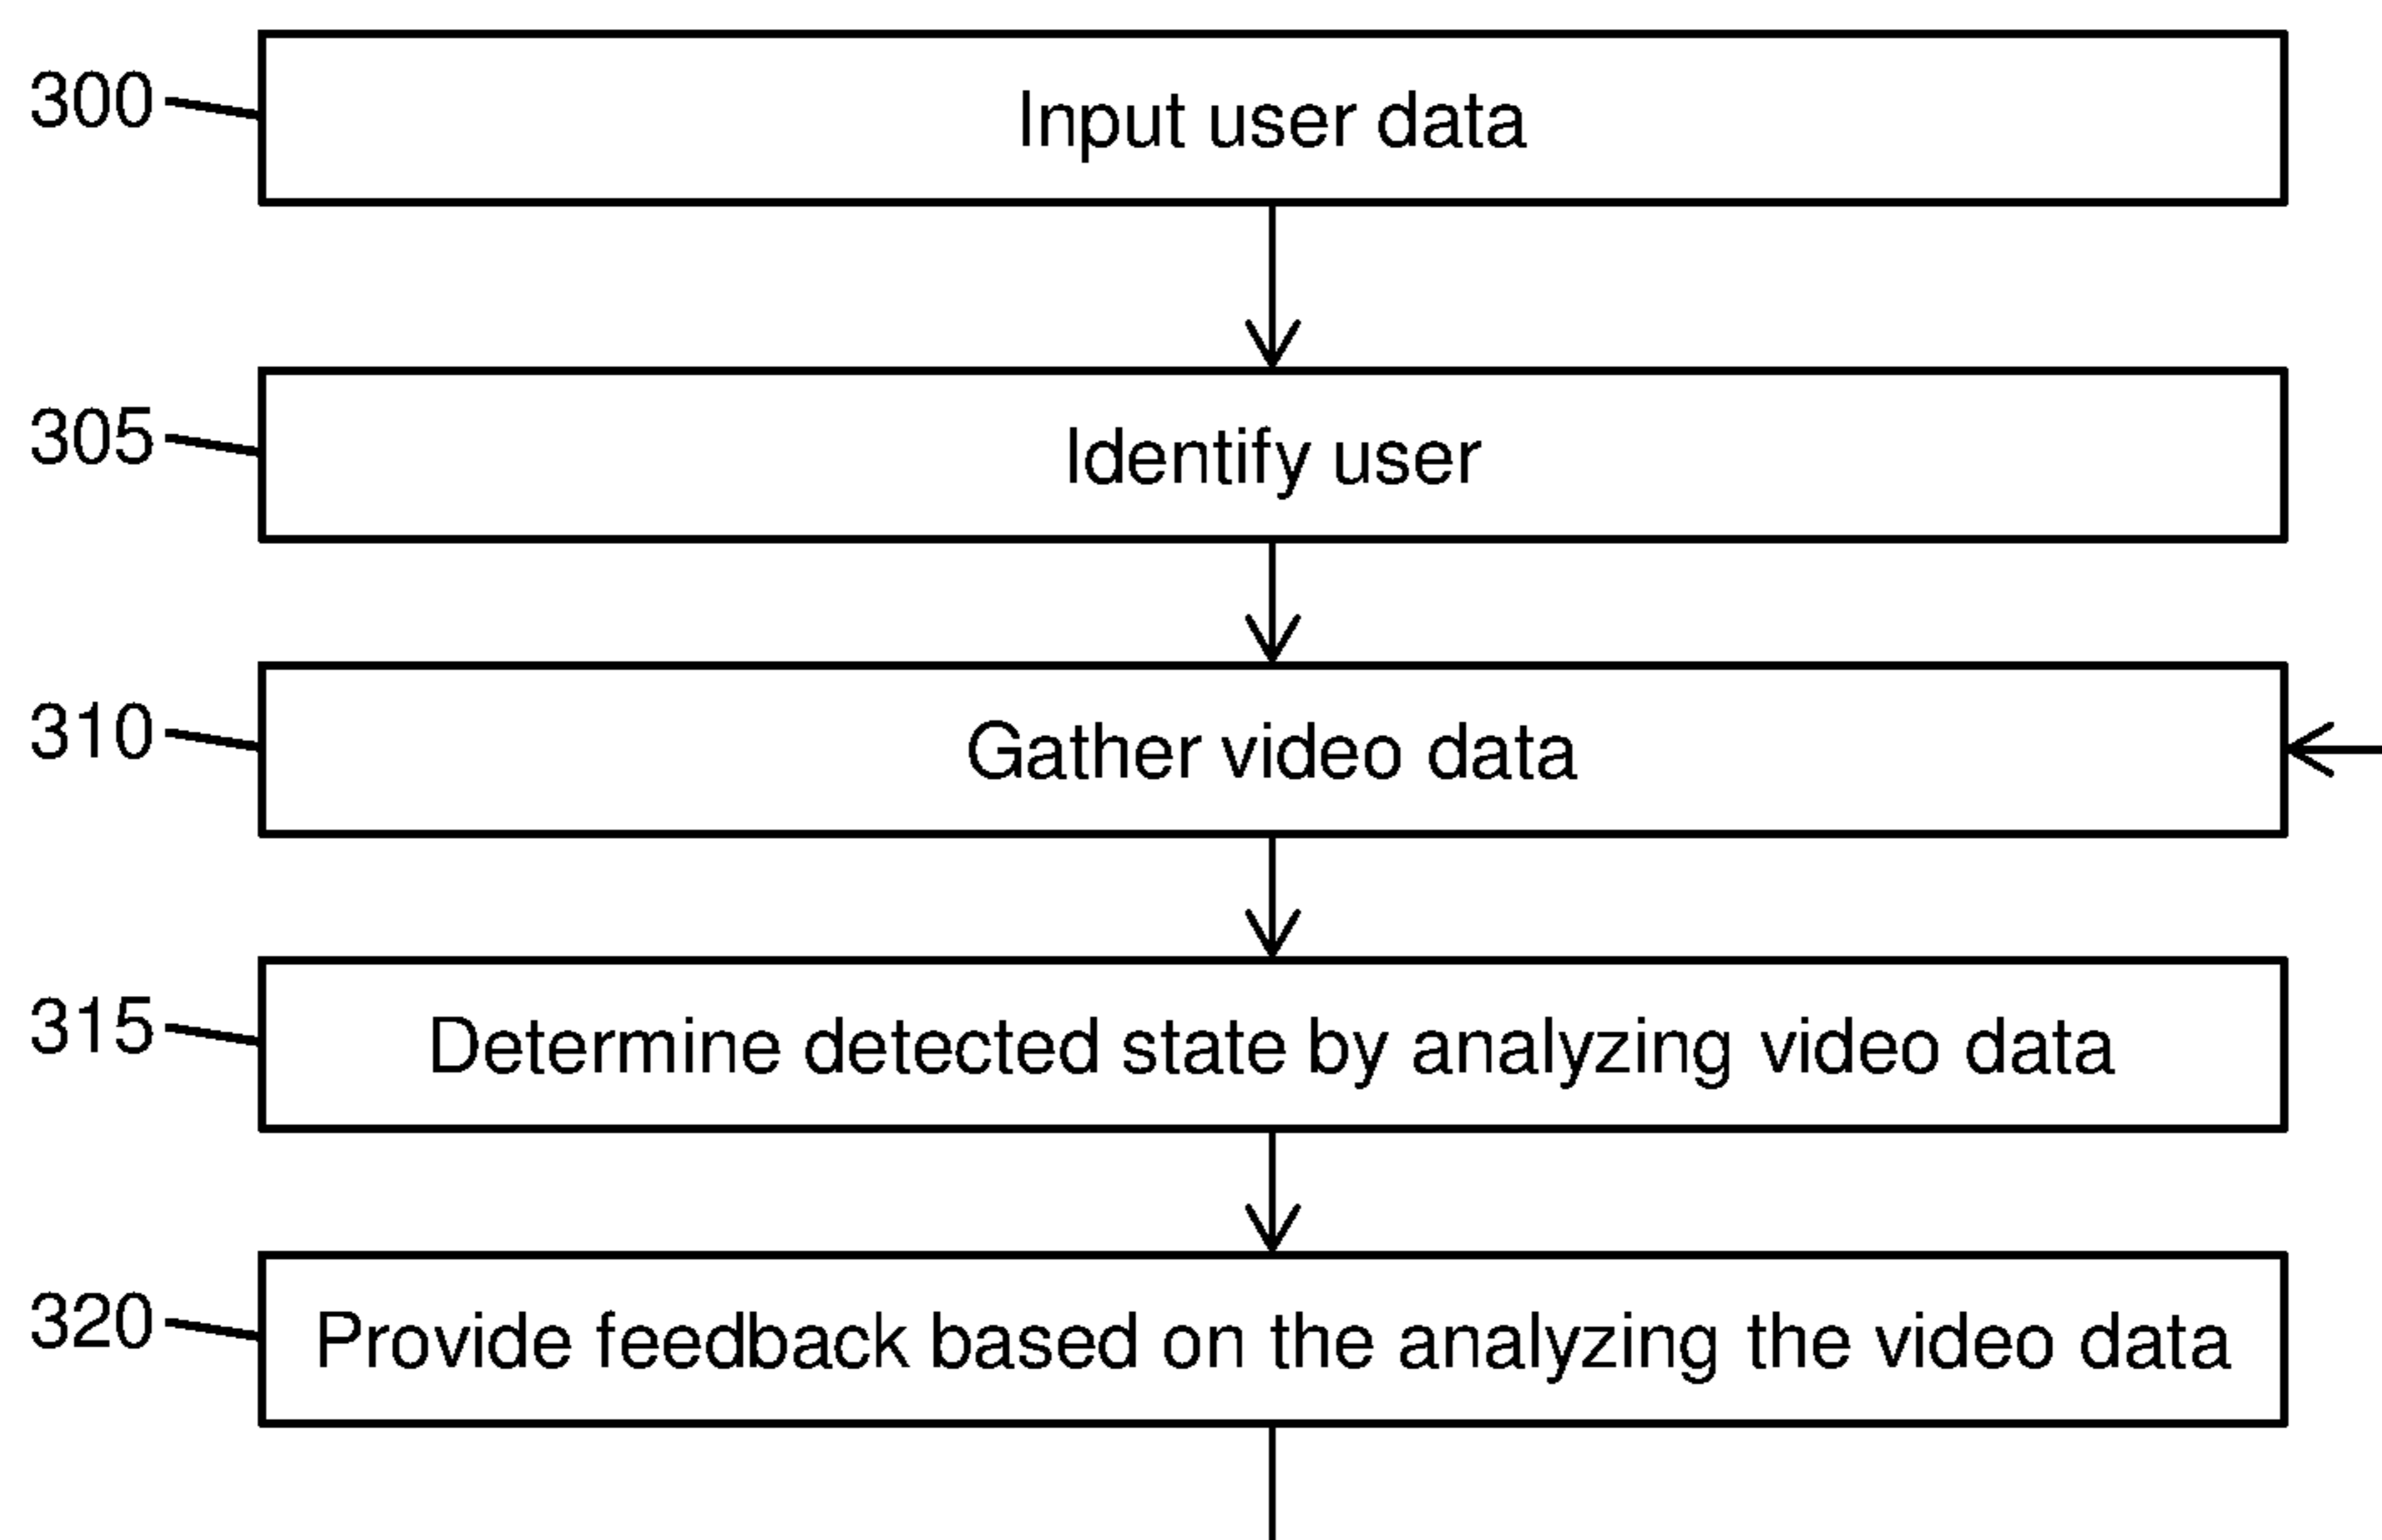 300 Input user data
305 Identify user
310 Gather video data
315 Determine detected state by analyzing video data
320 Provide feedback based on the analyzing the video data